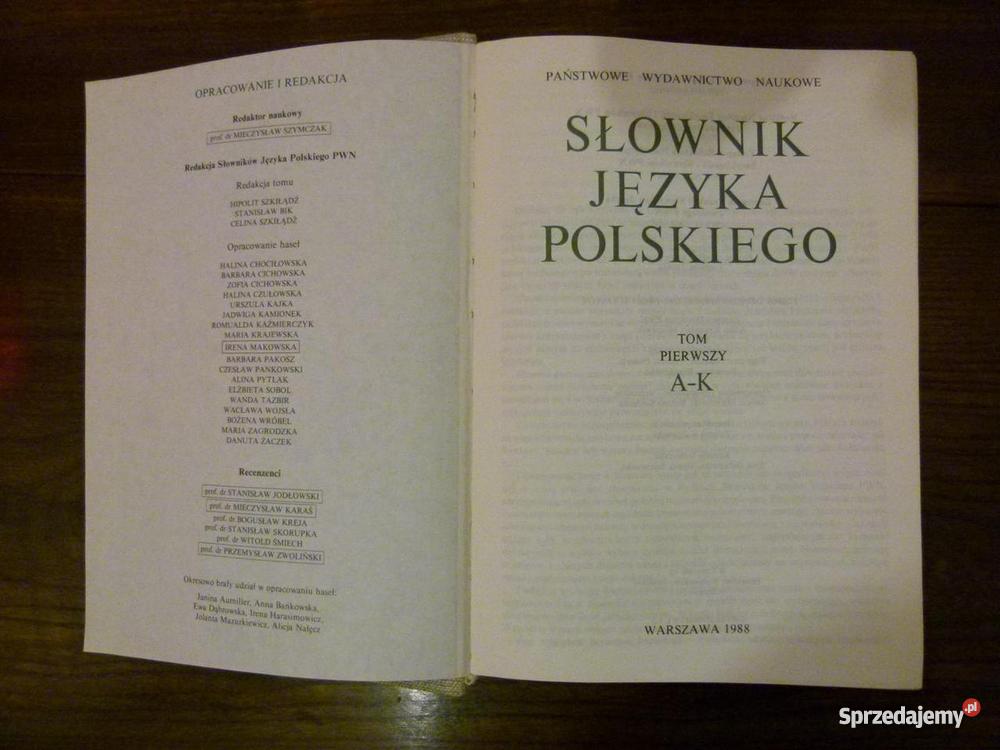 OPRACOWANIE I REDAKCJA
Redaktor naukowy
prof. dr MIECZYSŁAW SZYMCZAK
Redakcja Słowników Języka Polskiego PWN
Redakcja tomu
HIPOLIT SZKIŁĄDŹ
STANISŁAW BIK
CELINA SZKIŁĄDŹ
Opracowanie haseł
HALINA CHOCIŁOWSKA
BARBARA CICHOWSKA
ZOFIA CICHOWSKA
HALINA CZUŁOWSKA
URSZULA KAJKA
JADWIGA KAMIONEK
ROMUALDA KAŹMIERCZYK
MARIA KRAJEWSKA
IRENA MAKOWSKA
BARBARA PAKOSZ
CZESŁAW PANKOWSKI
ALINA PYTLAK
ELŻBIETA SOBOL
WANDA TAZBIR
WACŁAWA WOJSŁA
BOŻENA WRÓBEL
MARIA ZAGRODZKA
DANUTA ŻACZEK
Recenzenci
prof. dr STANISŁAW JODŁOWSKI
prof. dr MIECZYSŁAW KARAŚ
prof. dr BOGUSŁAW KREJA
prof. dr STANISŁAW SKORUPKA
prof. dr WITOLD ŚMIECH
prof. dr PRZEMYSŁAW ZWOLIŃSKI
Okresowo brały udział w opracowaniu haseł:
Janina Aumiller, Anna Bańkowska,
Ewa Dąbrowska, Irena Harasimowicz,
Jolanta Mazurkiewicz, Alicja Nałęcz
PAŃSTWOWE WYDAWNICTWO NAUKOWE
SŁOWNIK
JĘZYKA
POLSKIEGO
TOM
PIERWSZY
A-K
WARSZAWA 1988
Sprzedajemy.pl